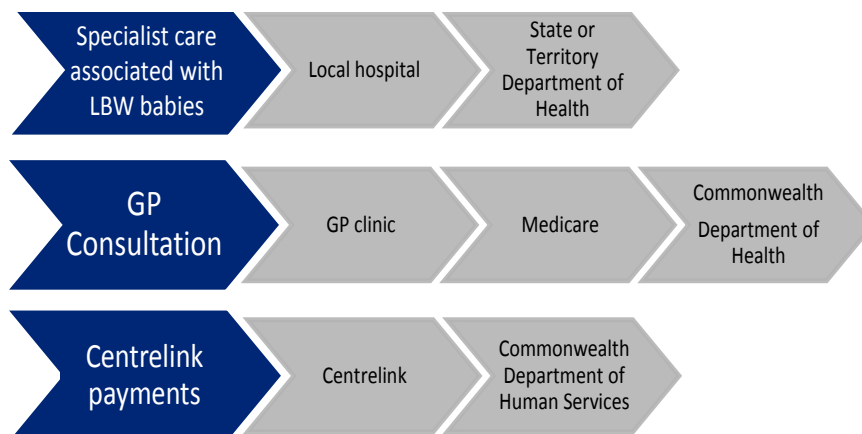 Specialist care
associated with
LBW babies
Local hospital
State or
Territory
Department of
Health
GP
Consultation
GP clinic
Medicare
Commonwealth
Department of
Health
Centrelink
payments
Centrelink
Commonwealth
Department of
Human Services